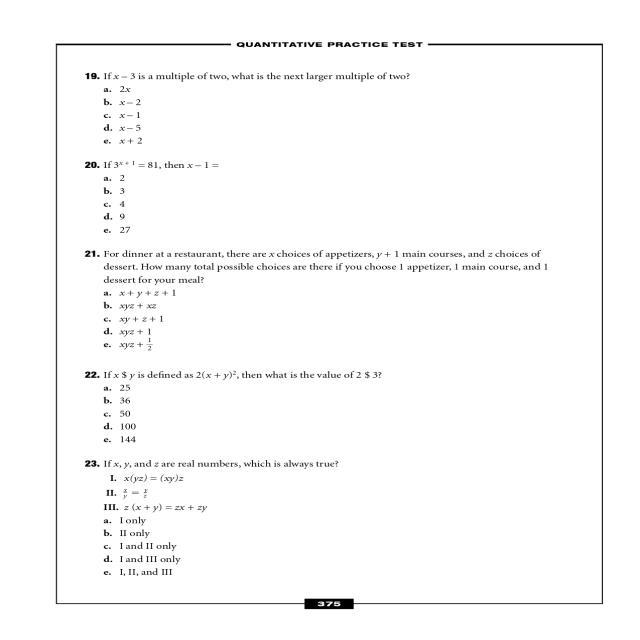 QUANTITATIVE PRACTICE TEST
19. If x – 3 is a multiple of two, what is the next larger multiple of two?
a. 2x
b. x – 2
c. x – 1
d. x – 5
e. x + 2
20. If 3^(x + 1) = 81, then x – 1 =
a. 2
b. 3
c. 4
d. 9
e. 27
21. For dinner at a restaurant, there are x choices of appetizers, y + 1 main courses, and z choices of
dessert. How many total possible choices are there if you choose 1 appetizer, 1 main course, and 1
dessert for your meal?
a. x + y + z + 1
b. xyz + xz
c. xy + z + 1
d. xyz + 1
e. xyz + 1/2
22. If x $ y is defined as 2(x + y)², then what is the value of 2 $ 3?
a. 25
b. 36
c. 50
d. 100
e. 144
23. If x, y, and z are real numbers, which is always true?
I. x(yz) = (xy)z
II.
III. z (x + y) = zx + zy
a. I only
b. II only
c. I and II only
d. I and III only
e. I, II, and III
375